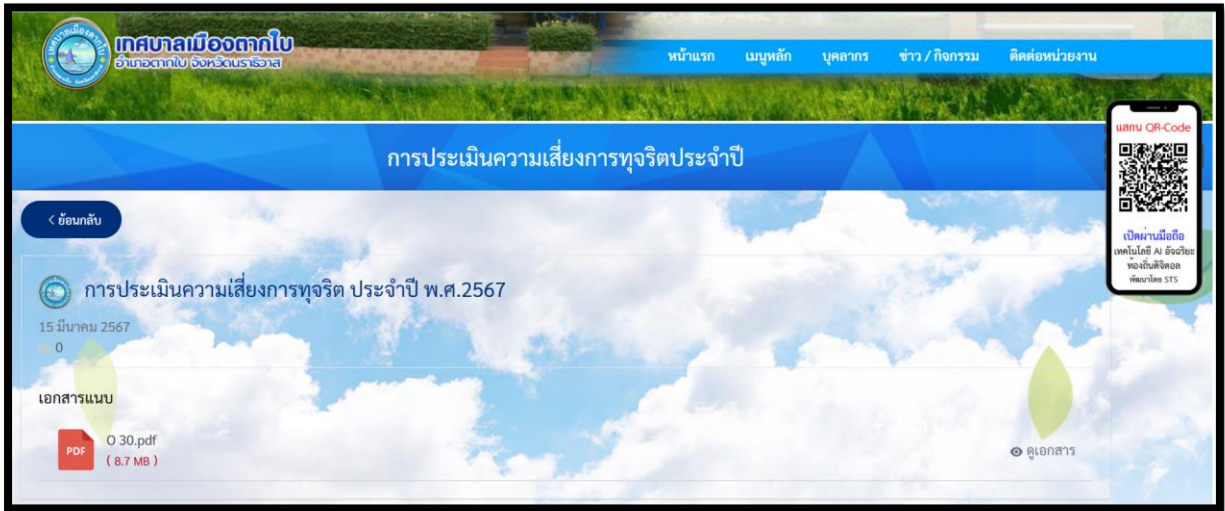 เทศบาลเมืองตากใบ
อำเภอตากใบ จังหวัดนราธิวาส
หน้าแรก เมนูหลัก บุคลากร ข่าว / กิจกรรม ติดต่อหน่วยงาน
แสกน QR-Code
การประเมินความเสี่ยงการทุจริตประจำปี
< ย้อนกลับ
เปิดผ่านมือถือ
เทคโนโลยี AI อัจฉริยะ
ท้องถิ่นดิจิตอล
พัฒนาโดย STS
การประเมินความเสี่ยงการทุจริต ประจำปี พ.ศ.2567
15 มีนาคม 2567
0
เอกสารแนบ
PDF
O 30.pdf
( 8.7 MB )
ดูเอกสาร